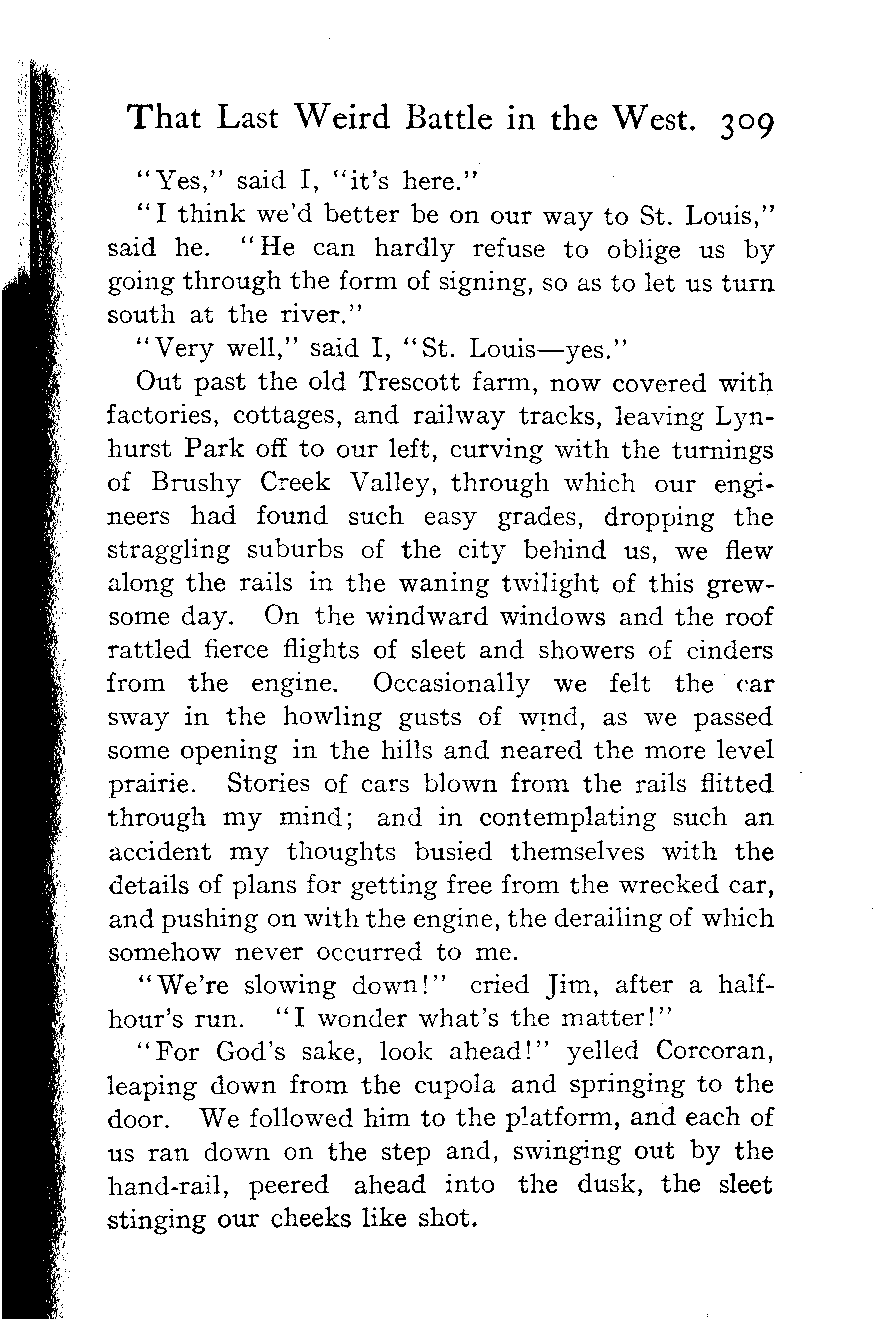 That Last Weird Battle in the West. 309
"Yes," said I, "it's here."
"I think we'd better be on our way to St. Louis,"
said he. "He can hardly refuse to oblige us by
going through the form of signing, so as to let us turn
south at the river."
"Very well," said I, "St. Louis—yes."
Out past the old Trescott farm, now covered with
factories, cottages, and railway tracks, leaving Lyn-
hurst Park off to our left, curving with the turnings
of Brushy Creek Valley, through which our engi-
neers had found such easy grades, dropping the
straggling suburbs of the city behind us, we flew
along the rails in the waning twilight of this grew-
some day. On the windward windows and the roof
rattled fierce flights of sleet and showers of cinders
from the engine. Occasionally we felt the car
sway in the howling gusts of wind, as we passed
some opening in the hills and neared the more level
prairie. Stories of cars blown from the rails flitted
through my mind; and in contemplating such an
accident my thoughts busied themselves with the
details of plans for getting free from the wrecked car,
and pushing on with the engine, the derailing of which
somehow never occurred to me.
"We're slowing down!" cried Jim, after a half-
hour's run. "I wonder what's the matter!"
"For God's sake, look ahead!" yelled Corcoran,
leaping down from the cupola and springing to the
door. We followed him to the platform, and each of
us ran down on the step and, swinging out by the
hand-rail, peered ahead into the dusk, the sleet
stinging our cheeks like shot.